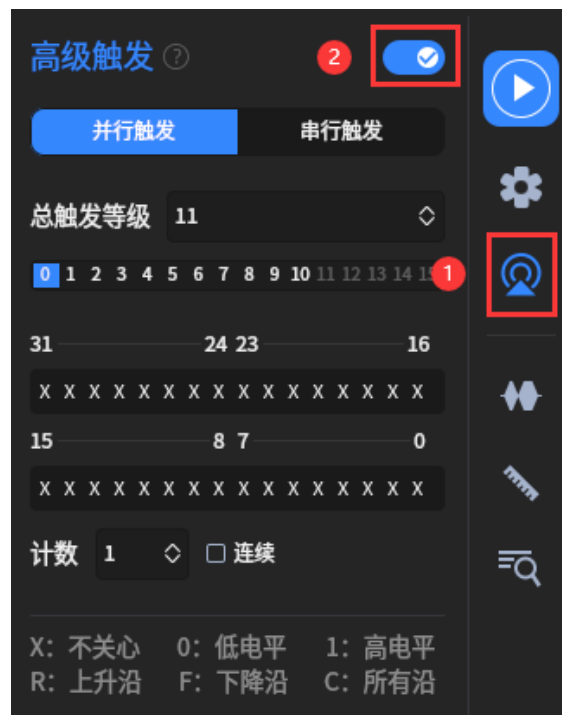 高级触发 ? 2
并行触发 串行触发
总触发等级 11
0 1 2 3 4 5 6 7 8 9 10 11 12 13 14 1
31 24 23 16
X X X X X X X X X X X X X X X X
15 8 7 0
X X X X X X X X X X X X X X X X
计数 1 连续
X: 不关心 0: 低电平 1: 高电平
R: 上升沿 F: 下降沿 C: 所有沿